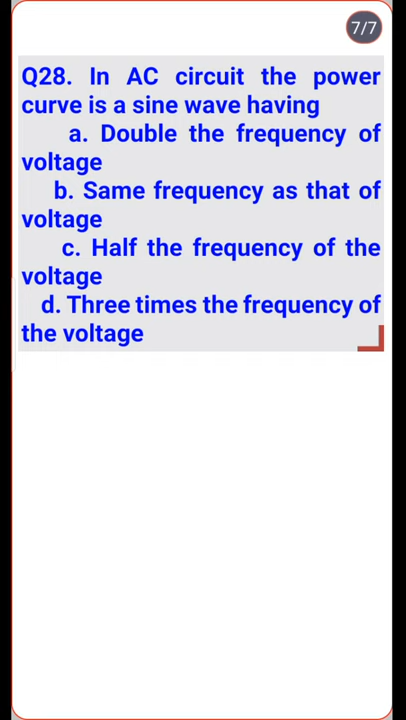 7/7
Q28. In AC circuit the power
curve is a sine wave having
a. Double the frequency of
voltage
b. Same frequency as that of
voltage
c. Half the frequency of the
voltage
d. Three times the frequency of
the voltage